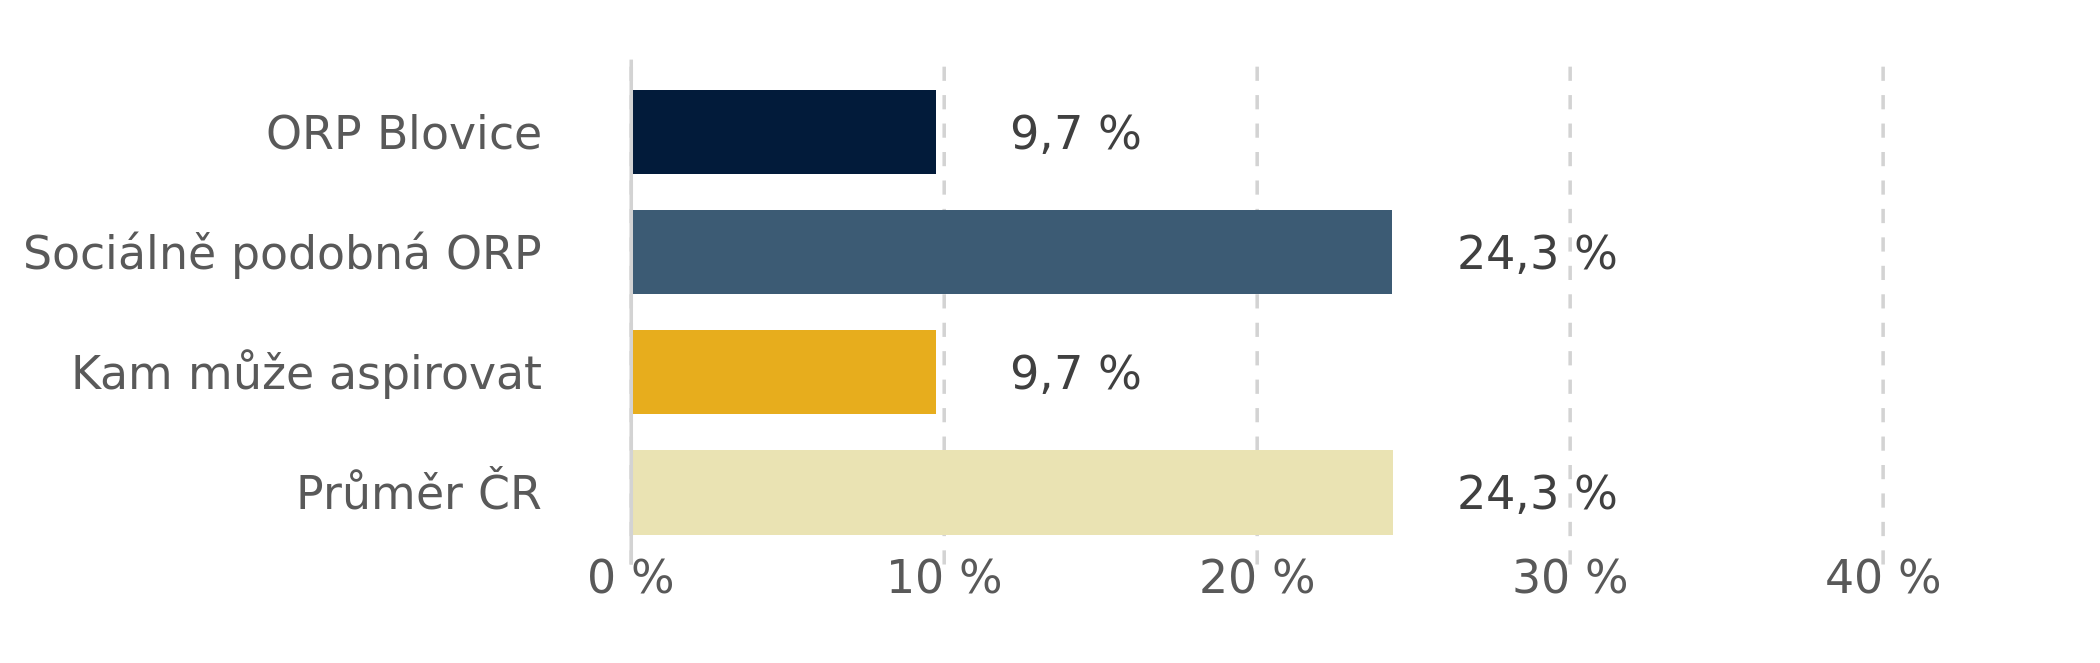 ORP Blovice 9,7 %
Sociálně podobná ORP 24,3 %
Kam může aspirovat 9,7 %
Průměr ČR 24,3 %
0 % 10 % 20 % 30 % 40 %